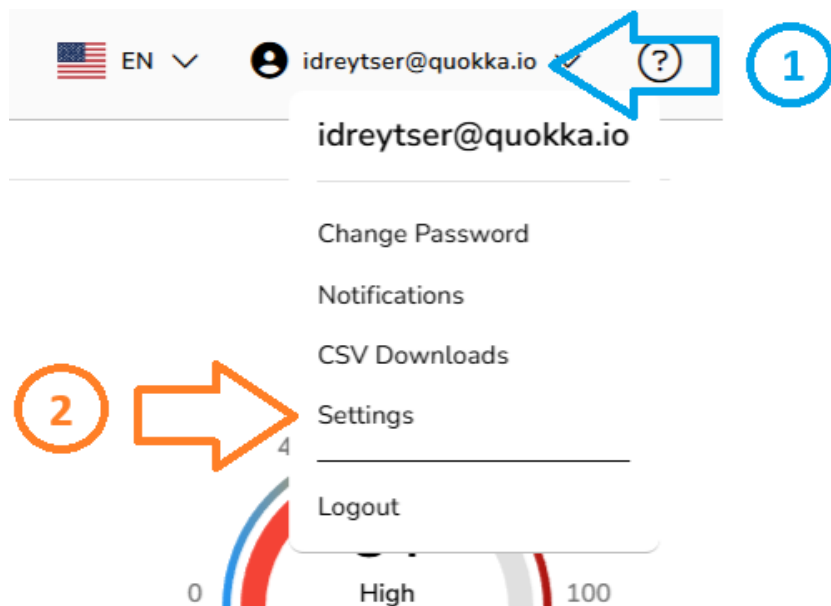 EN
idreytser@quokka.io
?
1
idreytser@quokka.io
Change Password
Notifications
CSV Downloads
Settings
2
4
Logout
0
High
100